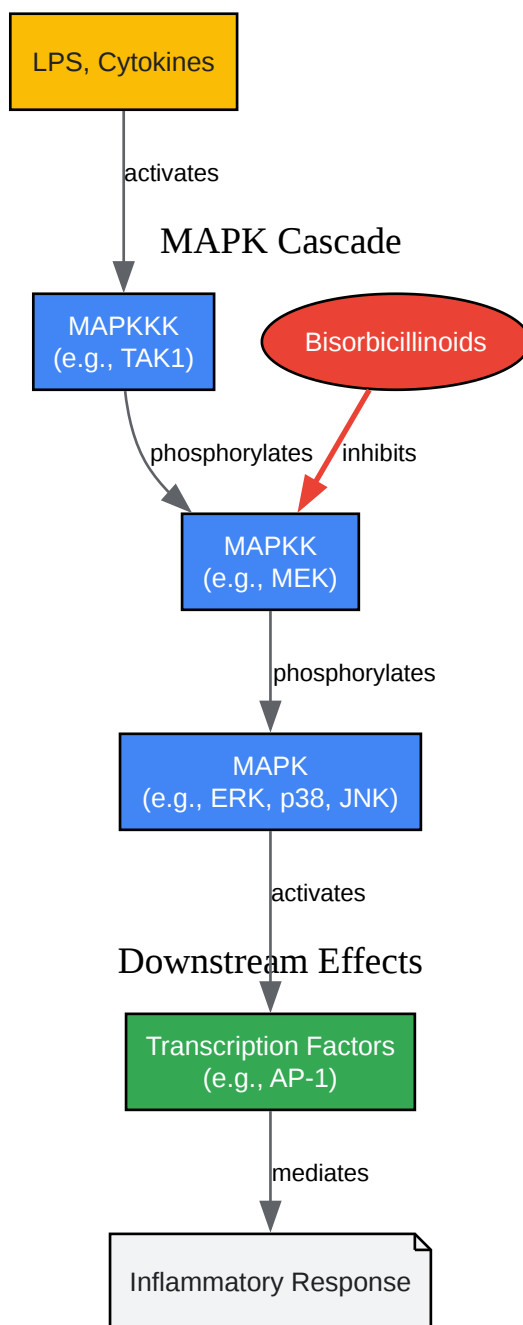 LPS, Cytokines
activates
MAPK Cascade
MAPKKK
(e.g., TAK1)
Bisorbicillinoids
phosphorylates
inhibits
MAPKK
(e.g., MEK)
phosphorylates
MAPK
(e.g., ERK, p38, JNK)
activates
Downstream Effects
Transcription Factors
(e.g., AP-1)
mediates
Inflammatory Response